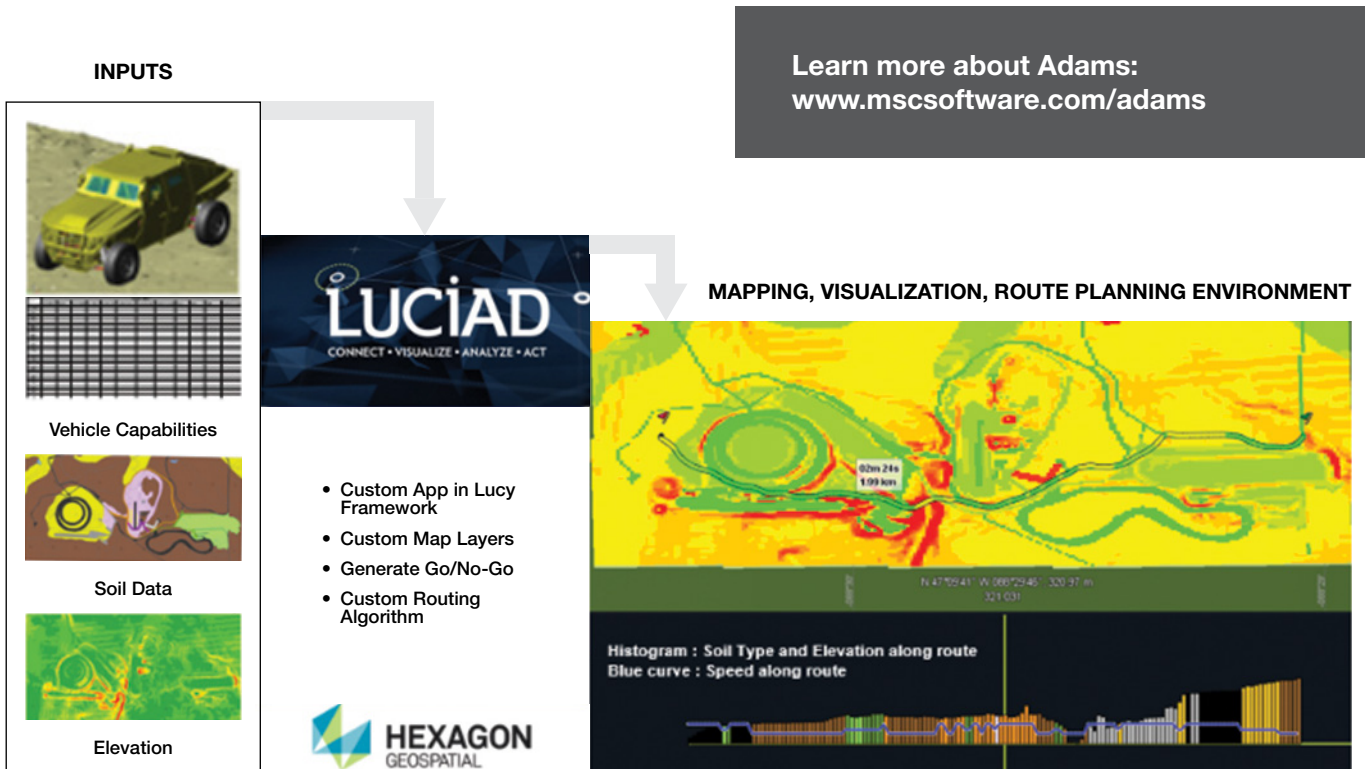 Learn more about Adams:
www.mscsoftware.com/adams
INPUTS
Vehicle Capabilities
Soil Data
Elevation
LUCiAD
CONNECT • VISUALIZE • ANALYZE • ACT
• Custom App in Lucy
Framework
• Custom Map Layers
• Generate Go/No-Go
• Custom Routing
Algorithm
HEXAGON
GEOSPATIAL
MAPPING, VISUALIZATION, ROUTE PLANNING ENVIRONMENT
02m 24s
1.99 km
321 031
Histogram : Soil Type and Elevation along route
Blue curve : Speed along route